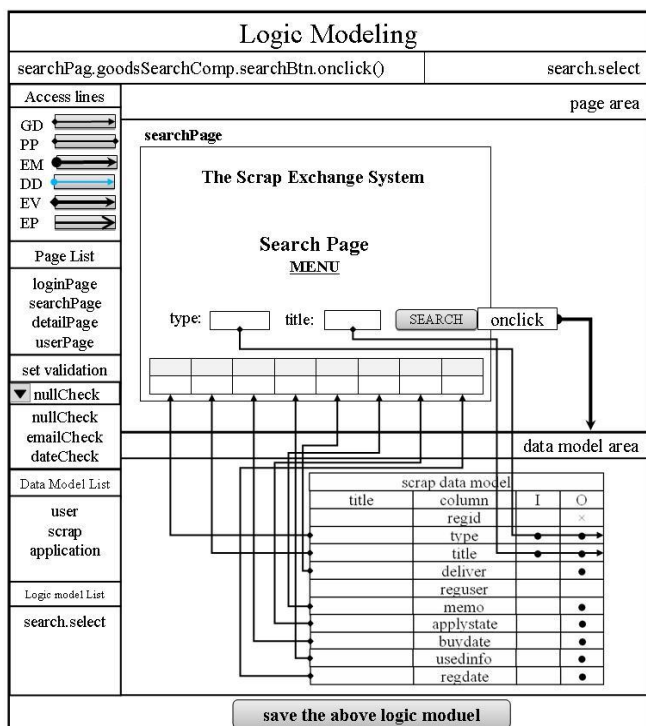 Logic Modeling
searchPag.goodsSearchComp.searchBtn.onclick()
search.select
Access lines
GD
PP
EM
DD
EV
EP
Page List
loginPage
searchPage
detailPage
userPage
set validation
nullCheck
nullCheck
emailCheck
dateCheck
Data Model List
user
scrap
application
Logic model List
search.select
page area
searchPage
The Scrap Exchange System
Search Page
MENU
type: title: SEARCH onclick
data model area
scrap data model
title column I O
regid ×
type
title
deliver
reguser
memo
applystate
buydate
usedinfo
regdate
save the above logic moduel